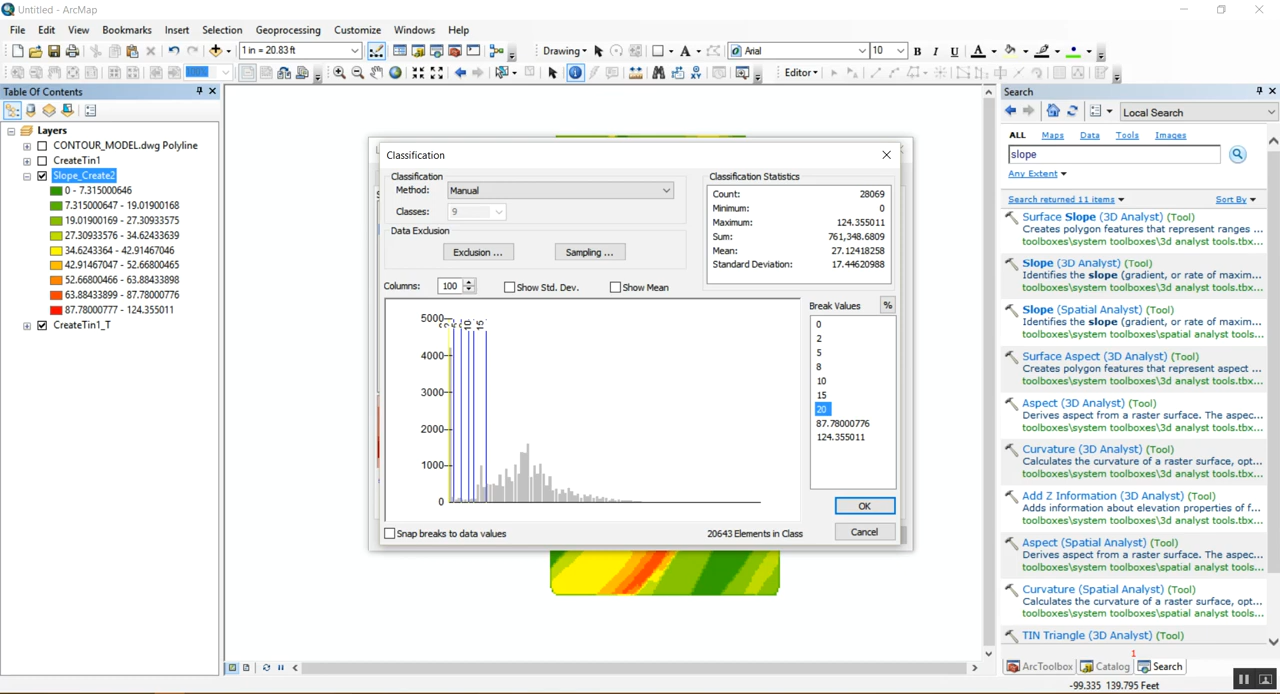 Untitled - ArcMap
File Edit View Bookmarks Insert Selection Geoprocessing Customize Windows Help
1 in = 20.83 ft
Drawing
Arial
10
B I U A
100%
Editor
Table Of Contents
Layers
CONTOUR_MODEL.dwg Polyline
CreateTin1
Slope_Create2
0 - 7.315000646
7.315000647 - 19.01900168
19.01900169 - 27.30933575
27.30933576 - 34.62433639
34.6243364 - 42.91467046
42.91467047 - 52.66800465
52.66800466 - 63.88433898
63.88433899 - 87.78000776
87.78000777 - 124.355011
CreateTin1_T
Classification
Classification
Method: Manual
Classes: 9
Data Exclusion
Exclusion ...
Sampling ...
Classification Statistics
Count: 28069
Minimum: 0
Maximum: 124.355011
Sum: 761,348.6809
Mean: 27.12418258
Standard Deviation: 17.44620988
Columns: 100
Show Std. Dev.
Show Mean
Break Values
%
0
2
5
8
10
15
20
87.78000776
124.355011
5000
4000
3000
2000
1000
0
10
15
OK
Snap breaks to data values
20643 Elements in Class
Cancel
Search
Local Search
ALL Maps Data Tools Images
slope
Any Extent
Search returned 11 items
Sort By
Surface Slope (3D Analyst) (Tool)
Creates polygon features that represent ranges ...
toolboxes\system toolboxes\3d analyst tools.tbx...
Slope (3D Analyst) (Tool)
Identifies the slope (gradient, or rate of maxim...
toolboxes\system toolboxes\3d analyst tools.tbx...
Slope (Spatial Analyst) (Tool)
Identifies the slope (gradient, or rate of maxim...
toolboxes\system toolboxes\spatial analyst tools...
Surface Aspect (3D Analyst) (Tool)
Creates polygon features that represent aspect ...
toolboxes\system toolboxes\3d analyst tools.tbx...
Aspect (3D Analyst) (Tool)
Derives aspect from a raster surface. The aspec...
toolboxes\system toolboxes\3d analyst tools.tbx...
Curvature (3D Analyst) (Tool)
Calculates the curvature of a raster surface, opt...
toolboxes\system toolboxes\3d analyst tools.tbx...
Add Z Information (3D Analyst) (Tool)
Adds information about elevation properties of f...
toolboxes\system toolboxes\3d analyst tools.tbx...
Aspect (Spatial Analyst) (Tool)
Derives aspect from a raster surface. The aspec...
toolboxes\system toolboxes\spatial analyst tools...
Curvature (Spatial Analyst) (Tool)
Calculates the curvature of a raster surface, opt...
toolboxes\system toolboxes\spatial analyst tools...
TIN Triangle (3D Analyst) (Tool)
1
ArcToolbox Catalog Search
-99.335 139.795 Feet